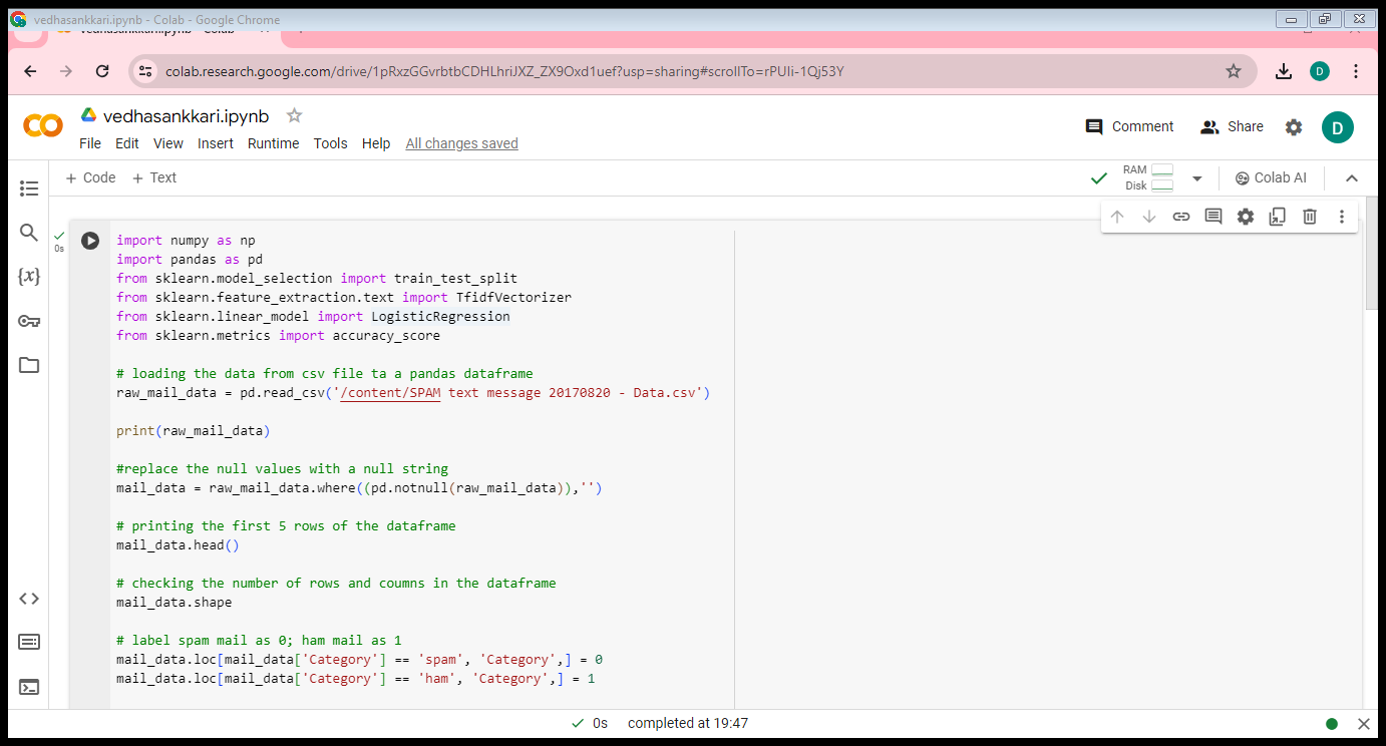 vedhasankkari.ipynb - Colab - Google Chrome
vedhasankkari.ipynb - Colab
colab.research.google.com/drive/1pRxzGGvrbtbCDHLhriJXZ_ZX9Oxd1uef?usp=sharing#scrollTo=rPUIi-1Qj53Y
D
vedhasankkari.ipynb
Comment
Share
D
File Edit View Insert Runtime Tools Help All changes saved
+ Code + Text
RAM
Disk
Colab AI
0s
{x}
import numpy as np
import pandas as pd
from sklearn.model_selection import train_test_split
from sklearn.feature_extraction.text import TfidfVectorizer
from sklearn.linear_model import LogisticRegression
from sklearn.metrics import accuracy_score
# loading the data from csv file ta a pandas dataframe
raw_mail_data = pd.read_csv('/content/SPAM text message 20170820 - Data.csv')
print(raw_mail_data)
#replace the null values with a null string
mail_data = raw_mail_data.where((pd.notnull(raw_mail_data)),'')
# printing the first 5 rows of the dataframe
mail_data.head()
# checking the number of rows and coumns in the dataframe
mail_data.shape
# label spam mail as 0; ham mail as 1
mail_data.loc[mail_data['Category'] == 'spam', 'Category',] = 0
mail_data.loc[mail_data['Category'] == 'ham', 'Category',] = 1
0s completed at 19:47